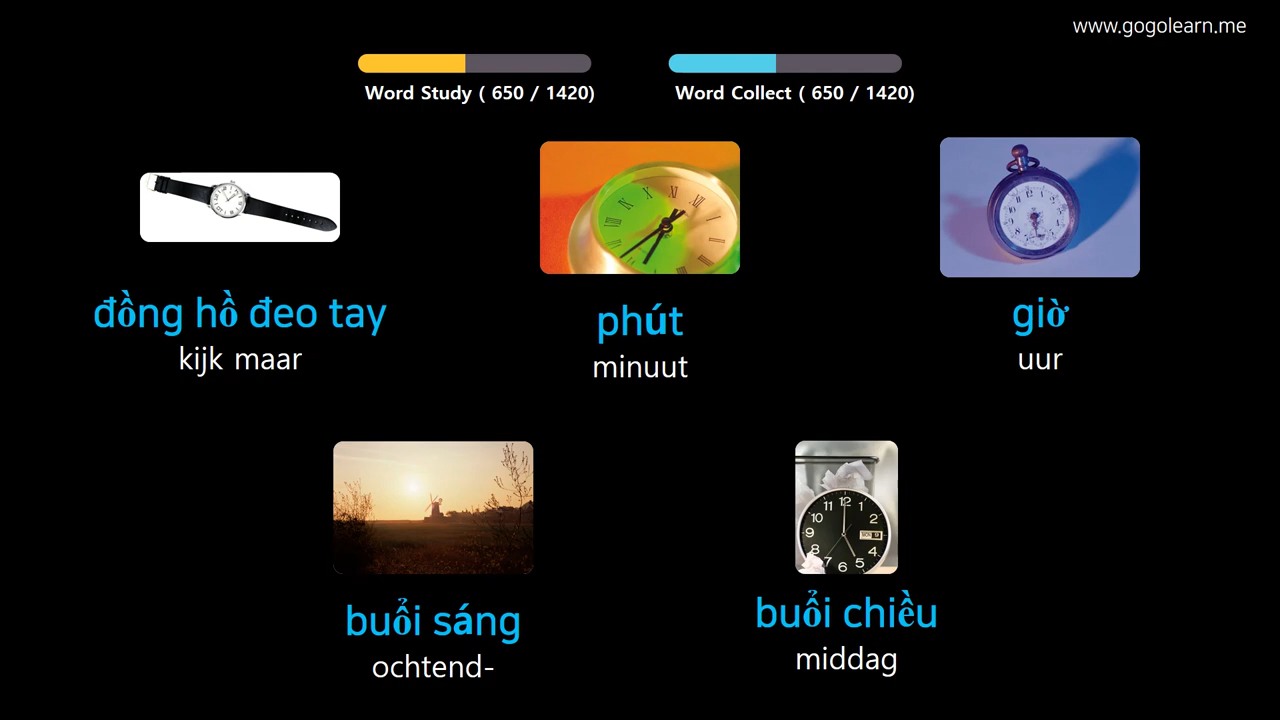 www.gogolearn.me
Word Study ( 650 / 1420)
Word Collect ( 650 / 1420)
đồng hồ đeo tay
kijk maar
phút
minuut
giờ
uur
buổi sáng
ochtend-
buổi chiều
middag